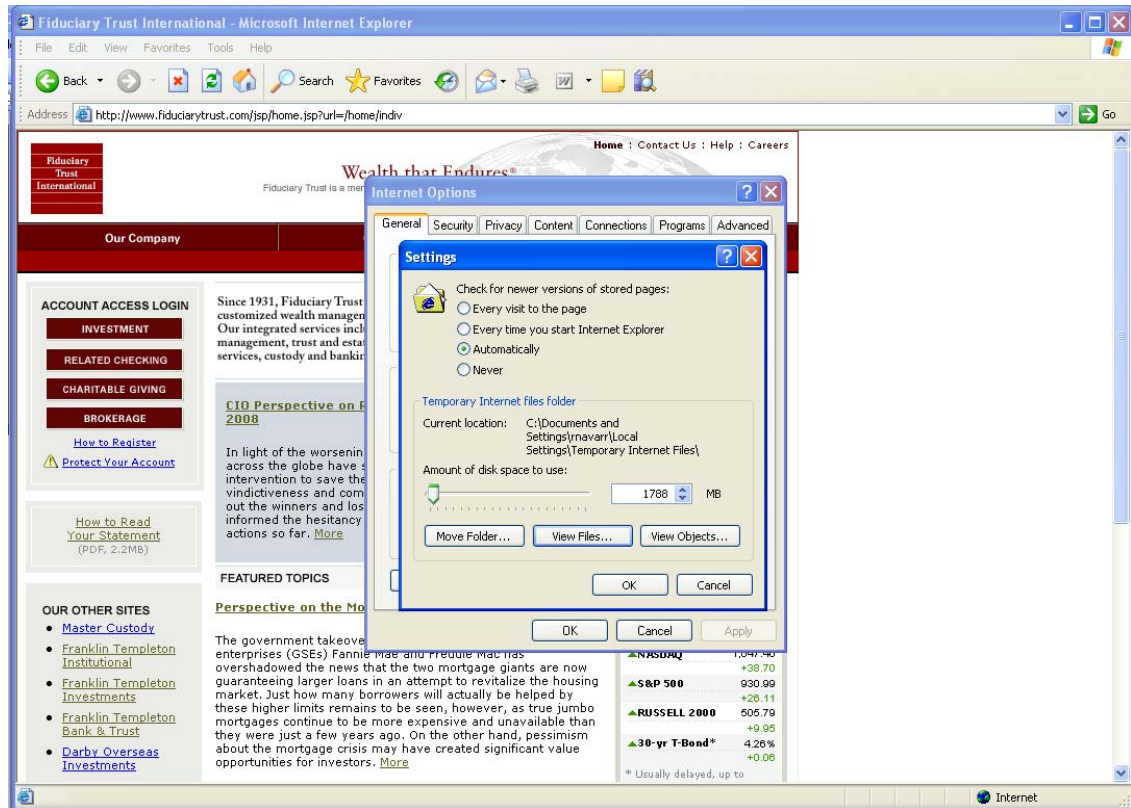 Fiduciary Trust International - Microsoft Internet Explorer
File Edit View Favorites Tools Help
Back Search Favorites
Address http://www.fiduciarytrust.com/jsp/home.jsp?url=/home/indiv Go
Fiduciary
Trust
International
Home : Contact Us : Help : Careers
Wealth that Endures®
Fiduciary Trust is a
Our Company
ACCOUNT ACCESS LOGIN
INVESTMENT
RELATED CHECKING
CHARITABLE GIVING
BROKERAGE
How to Register
Protect Your Account
How to Read
Your Statement
(PDF, 2.2MB)
OUR OTHER SITES
Master Custody
Franklin Templeton
Institutional
Franklin Templeton
Investments
Franklin Templeton
Bank & Trust
Darby Overseas
Investments
Since 1931, Fiduciary Trust
customized wealth
Our integrated services
management, trust and
services, custody and
CIO Perspective on
2008
In light of the
across the globe have
intervention to save the
vindictiveness and
out the winners and
informed the hesitancy
actions so far. More
FEATURED TOPICS
Perspective on the
The government
enterprises (GSEs) Fannie Mae and Freddie Mac has
overshadowed the news that the two mortgage giants are now
guaranteeing larger loans in an attempt to revitalize the housing
market. Just how many borrowers will actually be helped by
these higher limits remains to be seen, however, as true jumbo
mortgages continue to be more expensive and unavailable than
they were just a few years ago. On the other hand, pessimism
about the mortgage crisis may have created significant value
opportunities for investors. More
Internet Options
General Security Privacy Content Connections Programs Advanced
Settings
Check for newer versions of stored pages:
Every visit to the page
Every time you start Internet Explorer
Automatically
Never
Temporary Internet files folder
Current location: C:\Documents and
Settings\rnavarr\Local
Settings\Temporary Internet Files\
Amount of disk space to use:
1788 MB
Move Folder... View Files... View Objects...
OK Cancel
OK Cancel Apply
NASDAQ
+38.70
S&P 500 930.99
+26.11
RUSSELL 2000 505.79
+9.95
30-yr T-Bond* 4.26%
+0.06
* Usually delayed, up to
Internet